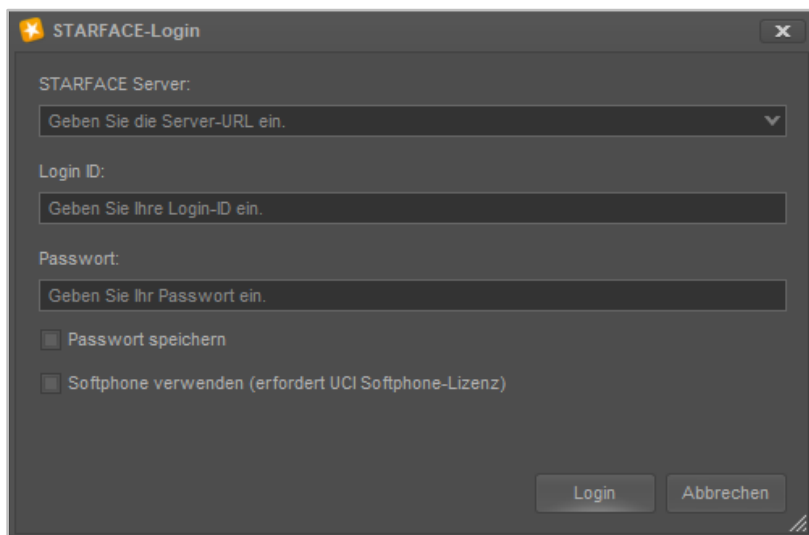 STARFACE-Login
STARFACE Server:
Geben Sie die Server-URL ein.
Login ID:
Geben Sie Ihre Login-ID ein.
Passwort:
Geben Sie Ihr Passwort ein.
Passwort speichern
Softphone verwenden (erfordert UCI Softphone-Lizenz)
Login Abbrechen